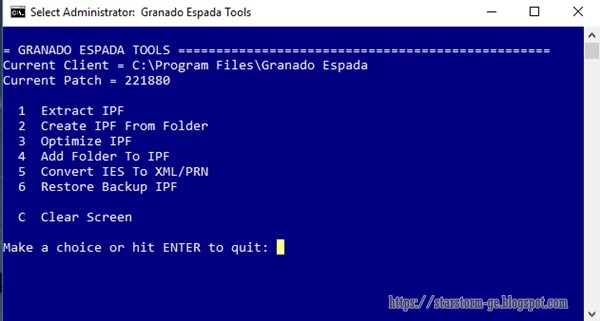 Select Administrator: Granado Espada Tools
= GRANADO ESPADA TOOLS =================================================
Current Client = C:\Program Files\Granado Espada
Current Patch = 221880
1 Extract IPF
2 Create IPF From Folder
3 Optimize IPF
4 Add Folder To IPF
5 Convert IES To XML/PRN
6 Restore Backup IPF
C Clear Screen
Make a choice or hit ENTER to quit:
https://starstorm-ge.blogspot.com